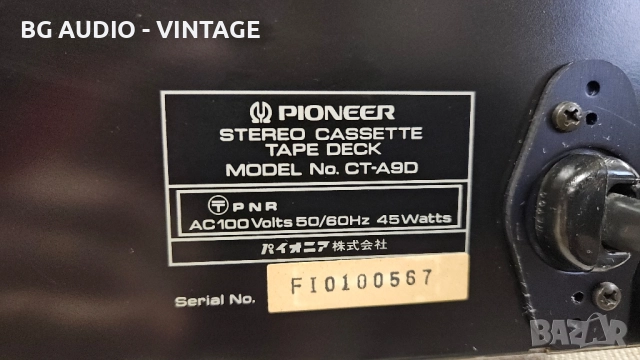 BG AUDIO - VINTAGE
PIONEER
STEREO CASSETTE
TAPE DECK
MODEL No. CT-A9D
PNR
AC100Volts 50/60Hz 45Watts
パイオニア株式会社
Serial No. FI0100567
BAZAR